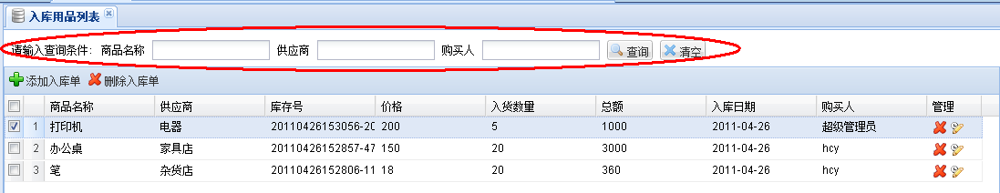 入库用品列表
请输入查询条件: 商品名称 供应商 购买人 查询 清空
添加入库单 删除入库单
商品名称 供应商 库存号 价格 入货数量 总额 入库日期 购买人 管理
1 打印机 电器 20110426153056-20 200 5 1000 2011-04-26 超级管理员
2 办公桌 家具店 20110426152857-47 150 20 3000 2011-04-26 hcy
3 笔 杂货店 20110426152806-11 18 20 360 2011-04-26 hcy